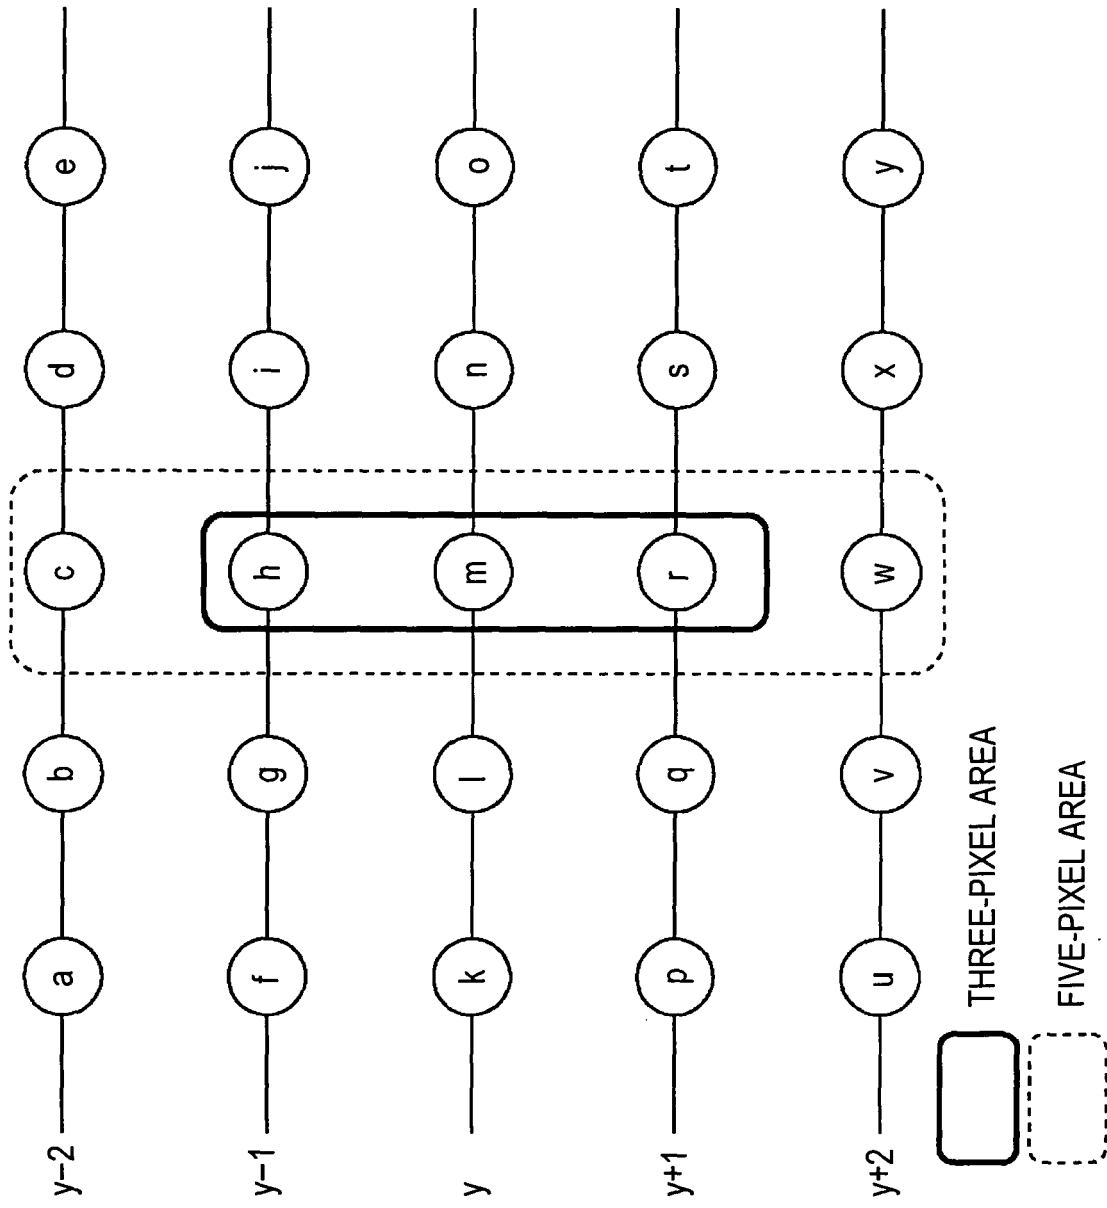 y−2 a b c d e
y−1 f g h i j
y k l m n o
y+1 p q r s t
y+2 u v w x y
THREE-PIXEL AREA
FIVE-PIXEL AREA